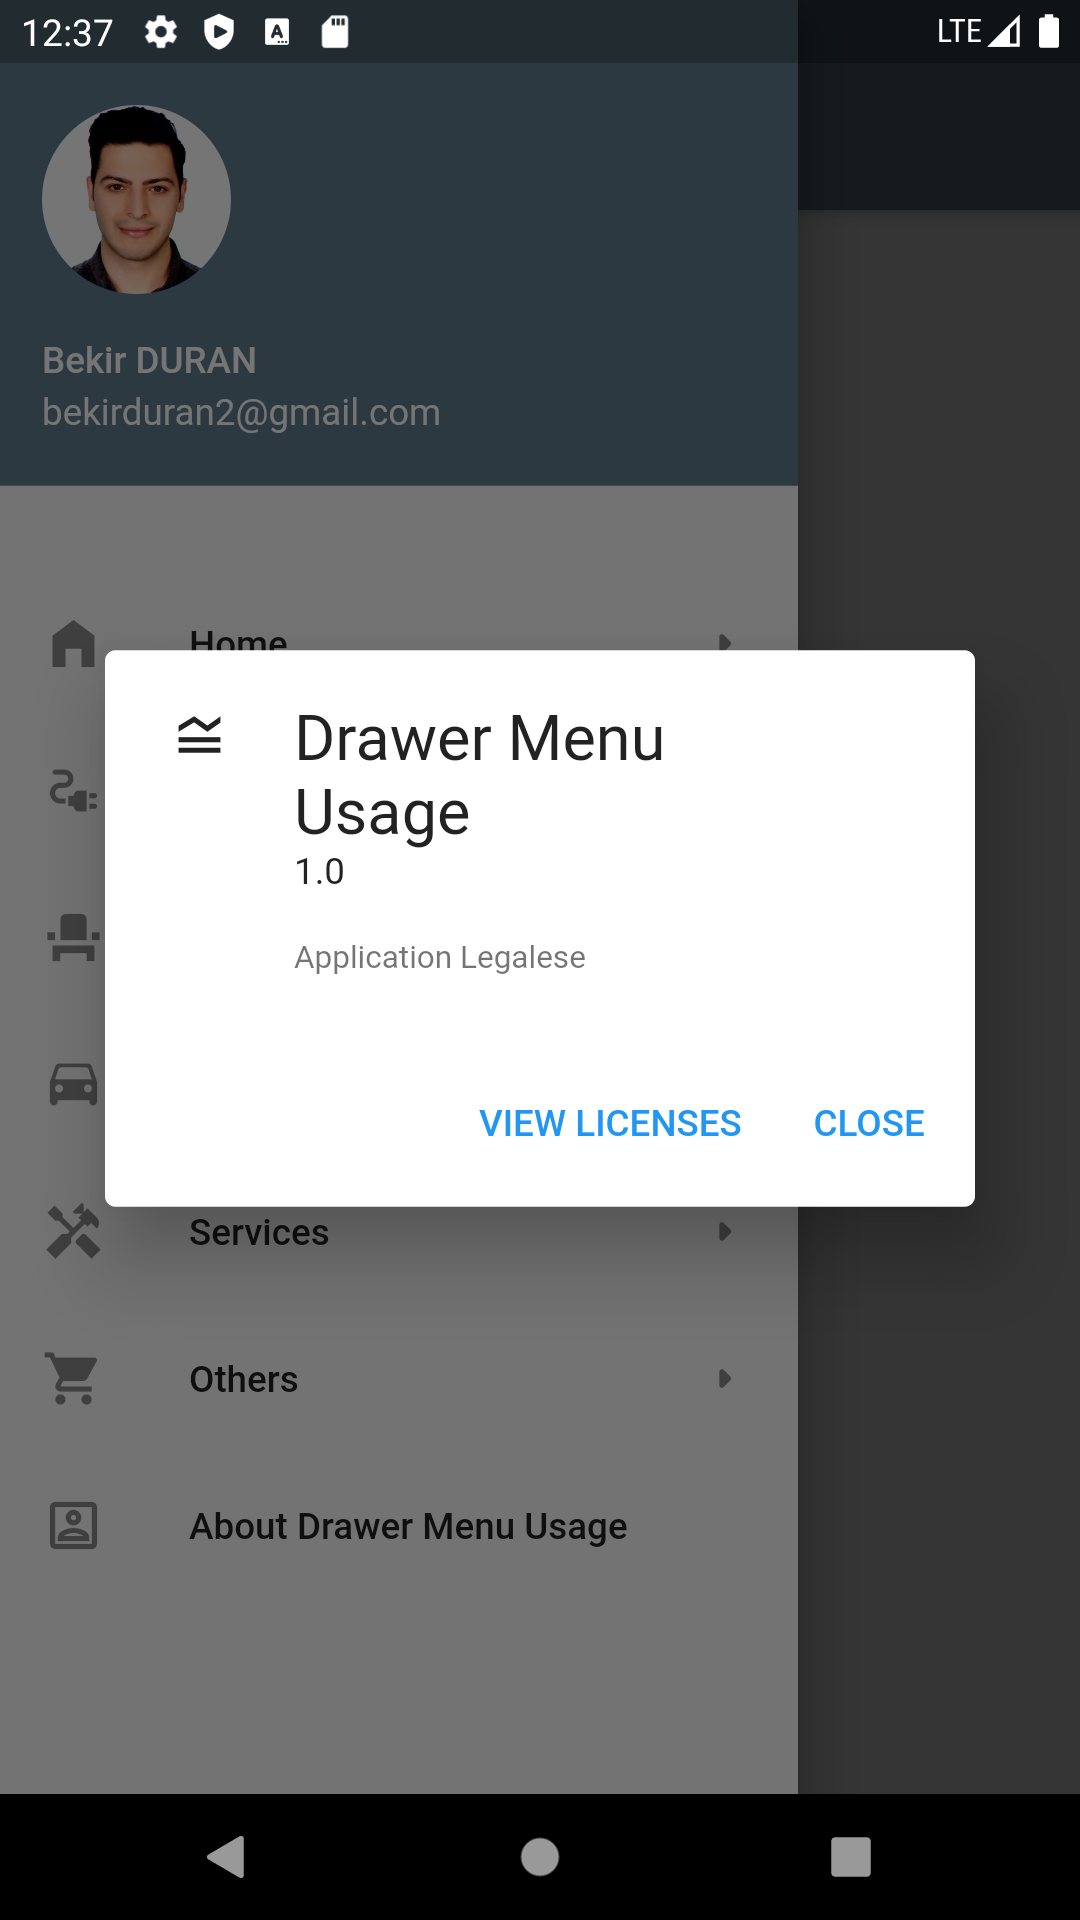 12:37
LTE
Bekir DURAN
bekirduran2@gmail.com
Home
Drawer Menu
Usage
1.0
Application Legalese
VIEW LICENSES CLOSE
Services
Others
About Drawer Menu Usage